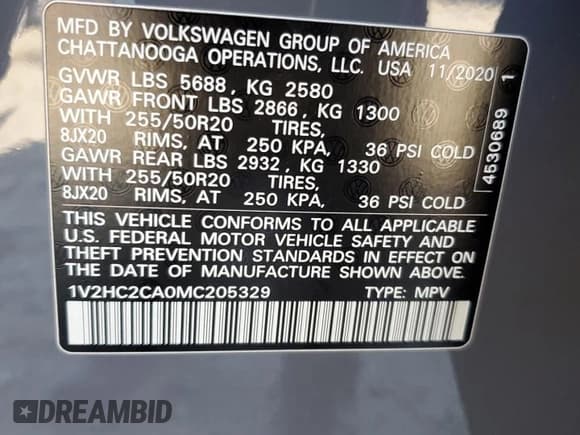 MFD BY VOLKSWAGEN GROUP OF AMERICA
CHATTANOOGA OPERATIONS, LLC. USA 11/2020
GVWR LBS 5688, KG 2580
GAWR FRONT LBS 2866, KG 1300
WITH 255/50R20 TIRES,
8JX20 RIMS, AT 250 KPA, 36 PSI COLD
GAWR REAR LBS 2932, KG 1330
WITH 255/50R20 TIRES,
8JX20 RIMS, AT 250 KPA, 36 PSI COLD
THIS VEHICLE CONFORMS TO ALL APPLICABLE
U.S. FEDERAL MOTOR VEHICLE SAFETY AND
THEFT PREVENTION STANDARDS IN EFFECT ON
THE DATE OF MANUFACTURE SHOWN ABOVE.
1V2HC2CA0MC205329 TYPE: MPV
4530689 1
DREAMBID